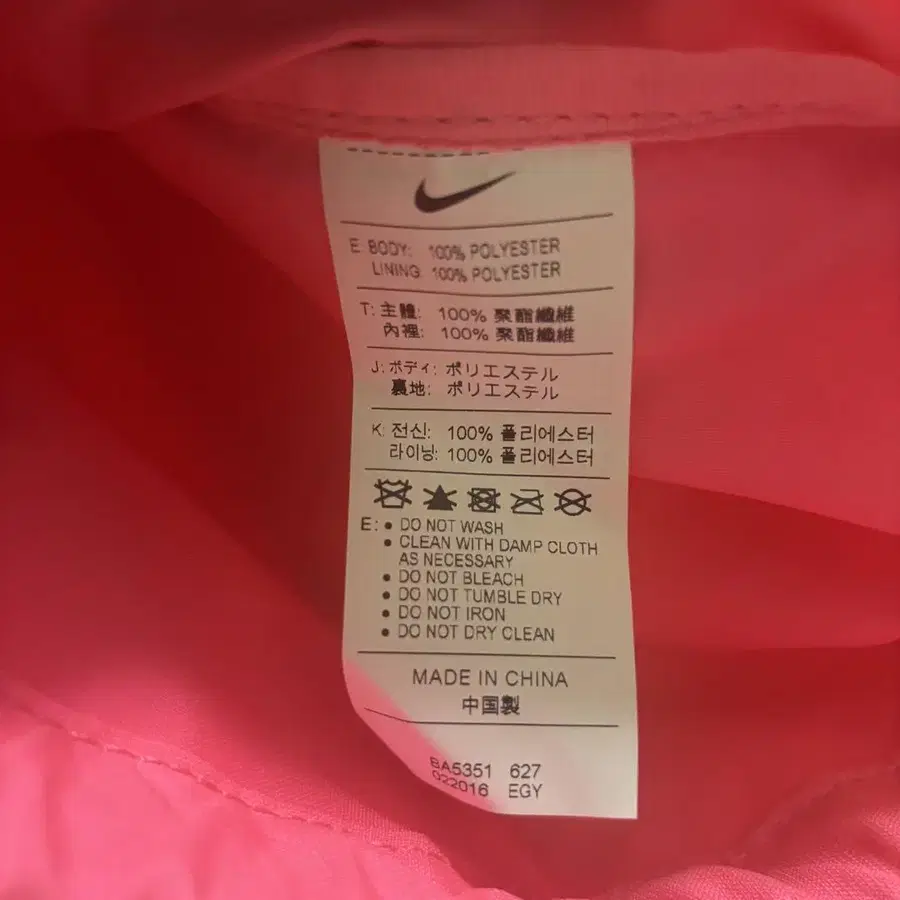 E: BODY: 100% POLYESTER
LINING: 100% POLYESTER
T: 主體: 100% 聚酯纖維
內裡: 100% 聚酯纖維
J: ボディ: ポリエステル
裏地: ポリエステル
K: 전신: 100% 폴리에스터
라이닝: 100% 폴리에스터
E: • DO NOT WASH
• CLEAN WITH DAMP CLOTH
AS NECESSARY
• DO NOT BLEACH
• DO NOT TUMBLE DRY
• DO NOT IRON
• DO NOT DRY CLEAN
MADE IN CHINA
中国製
BA5351 627
022016 EGY